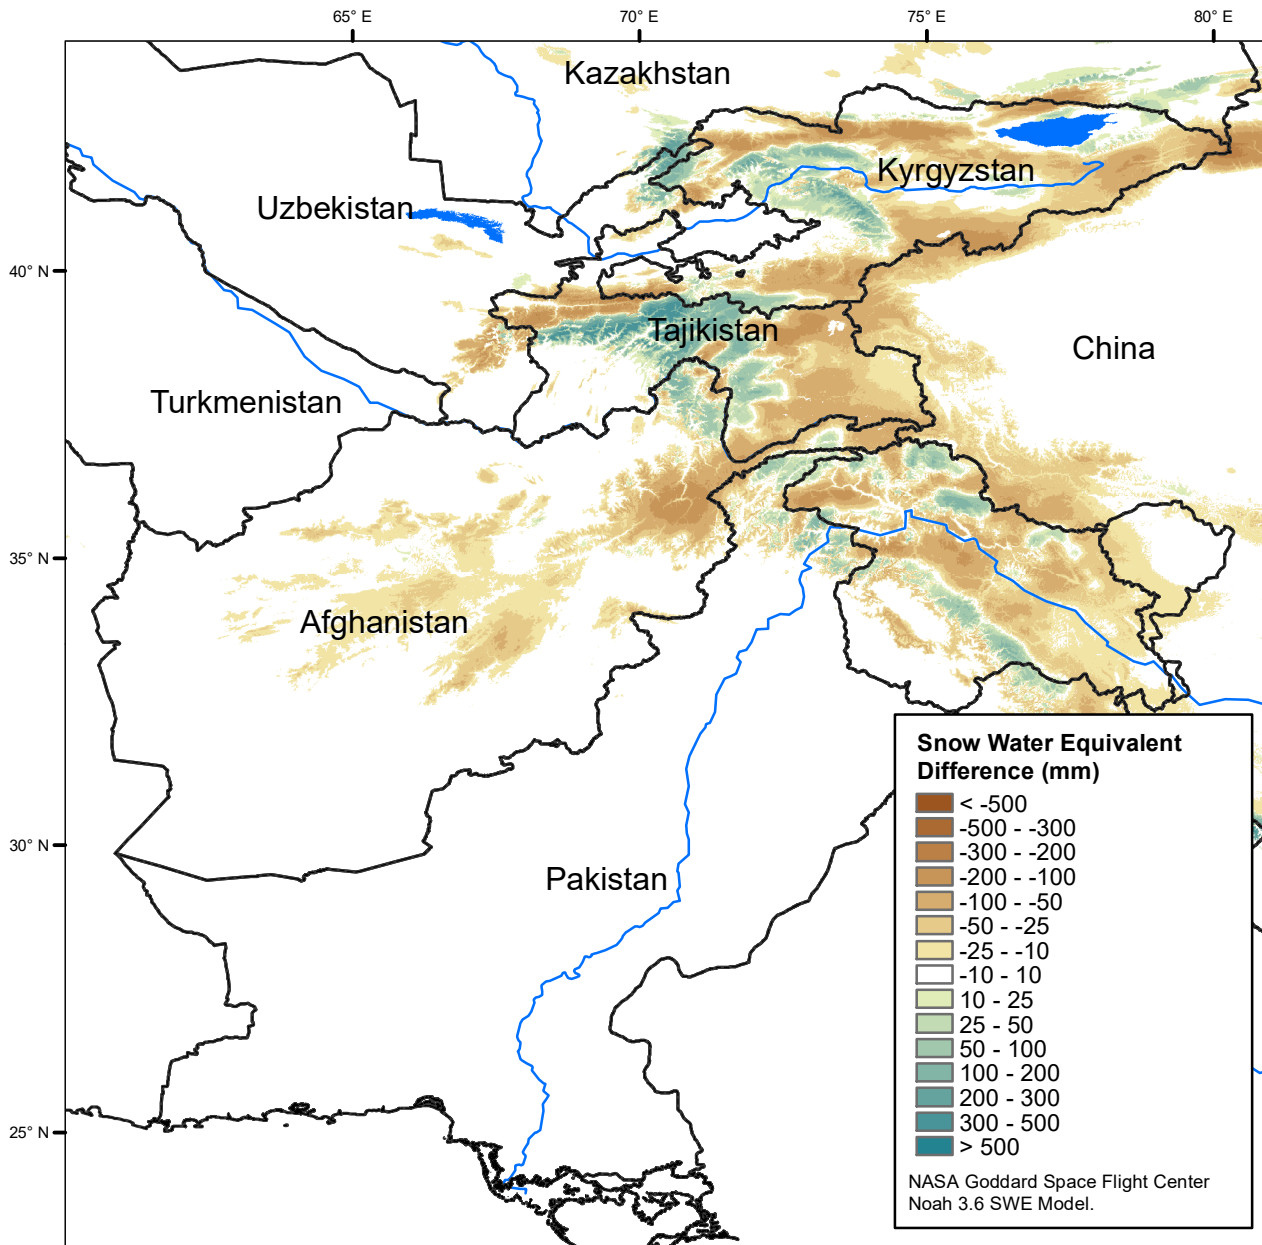 65° E
70° E
75° E
80° E
Kazakhstan
Kyrgyzstan
Uzbekistan
40° N
Tajikistan
China
Turkmenistan
35° N
Afghanistan
Snow Water Equivalent
Difference (mm)
< -500
-500 - -300
30° N
-300 - -200
Pakistan
-200 - -100
-100 - -50
-50 - -25
-25 - -10
-10 - 10
10 - 25
25 - 50
50 - 100
100 - 200
200 - 300
300 - 500
25° N
> 500
NASA Goddard Space Flight Center
Noah 3.6 SWE Model.